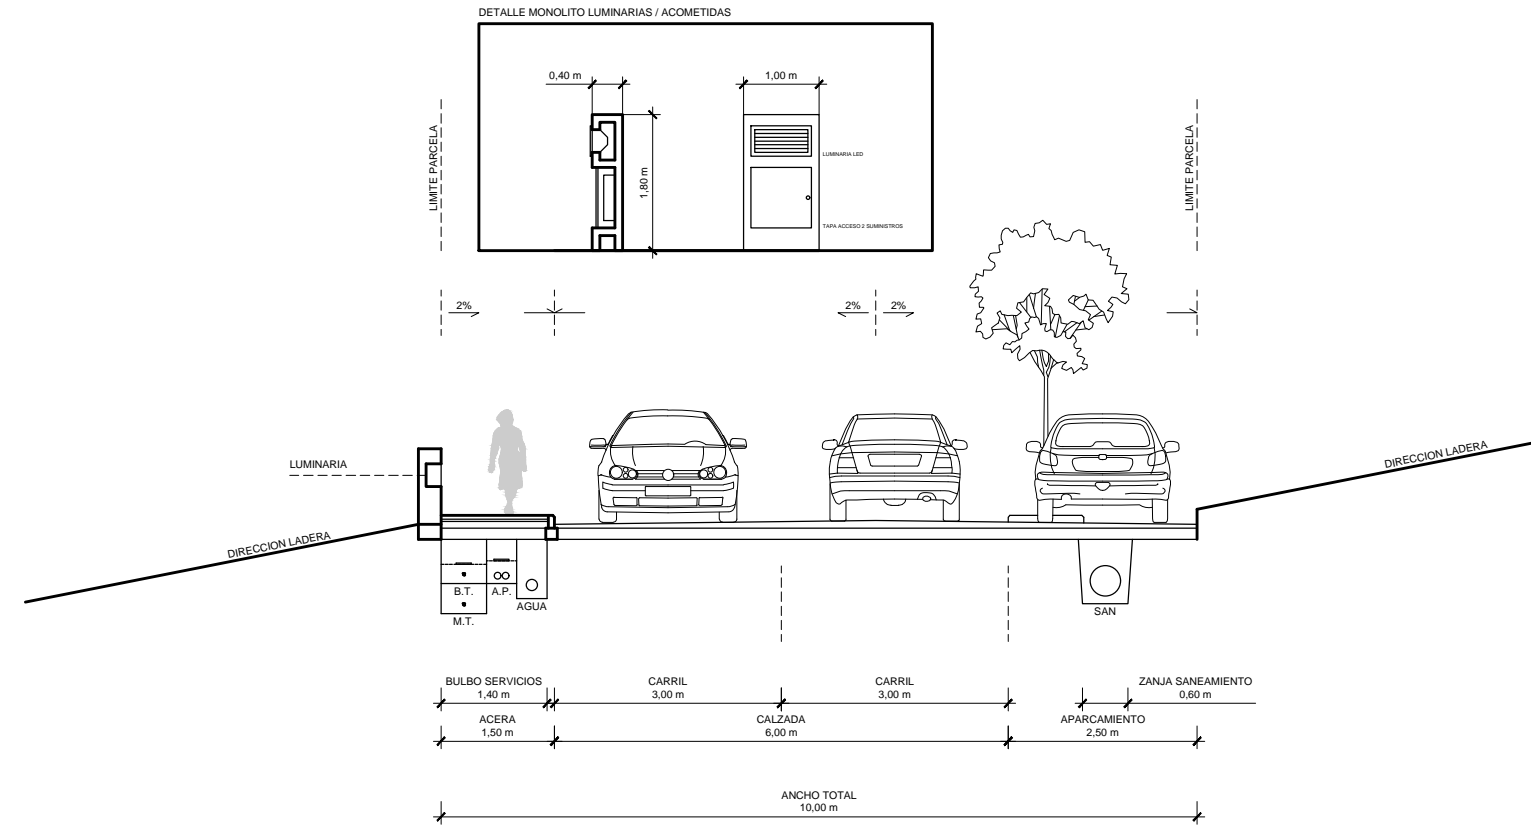 DETALLE MONOLITO LUMINARIAS / ACOMETIDAS
0,40 m
1,00 m
LIMITE PARCELA
1,80 m
LUMINARIA LED
TAPA ACCESO 2 SUMINISTROS
LIMITE PARCELA
2%
2%
2%
LUMINARIA
DIRECCION LADERA
DIRECCION LADERA
B.T.
A.P.
AGUA
M.T.
SAN
BULBO SERVICIOS
1,40 m
CARRIL
3,00 m
CARRIL
3,00 m
ZANJA SANEAMIENTO
0,60 m
ACERA
1,50 m
CALZADA
6,00 m
APARCAMIENTO
2,50 m
ANCHO TOTAL
10,00 m